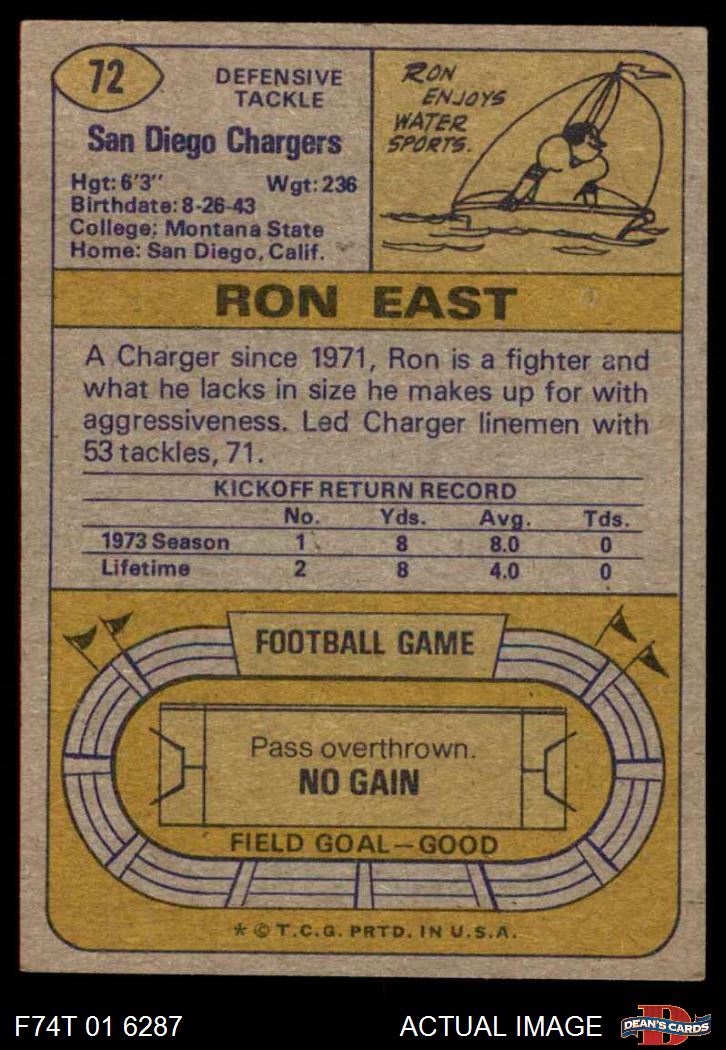 72
DEFENSIVE
TACKLE
San Diego Chargers
Hgt: 6'3" Wgt: 236
Birthdate: 8-26-43
College: Montana State
Home: San Diego, Calif.
RON
ENJOYS
WATER
SPORTS.
RON EAST
A Charger since 1971, Ron is a fighter and
what he lacks in size he makes up for with
aggressiveness. Led Charger linemen with
53 tackles, 71.
KICKOFF RETURN RECORD
No. Yds. Avg. Tds.
1973 Season 1 8 8.0 0
Lifetime 2 8 4.0 0
FOOTBALL GAME
Pass overthrown.
NO GAIN
FIELD GOAL—GOOD
* © T.C.G. PRTD. IN U.S.A.
F74T 01 6287 ACTUAL IMAGE
D
DEAN'S CARDS